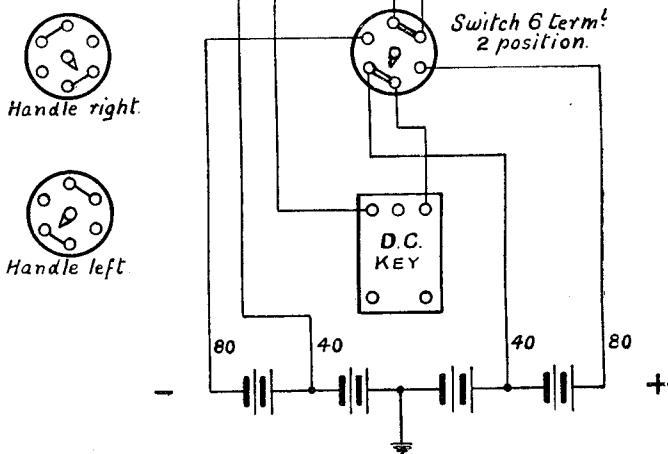 Switch 6 term!
2 position.
Handle right.
D.C.
KEY
Handle left
80
40
40
80
-
+